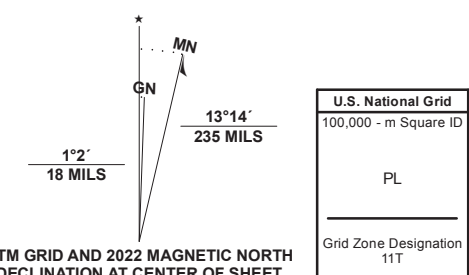 ★
MN
GN
13°14´
235 MILS
1°2´
18 MILS
TM GRID AND 2022 MAGNETIC NORTH
DECLINATION AT CENTER OF SHEET
U.S. National Grid
100,000 - m Square ID
PL
Grid Zone Designation
11T